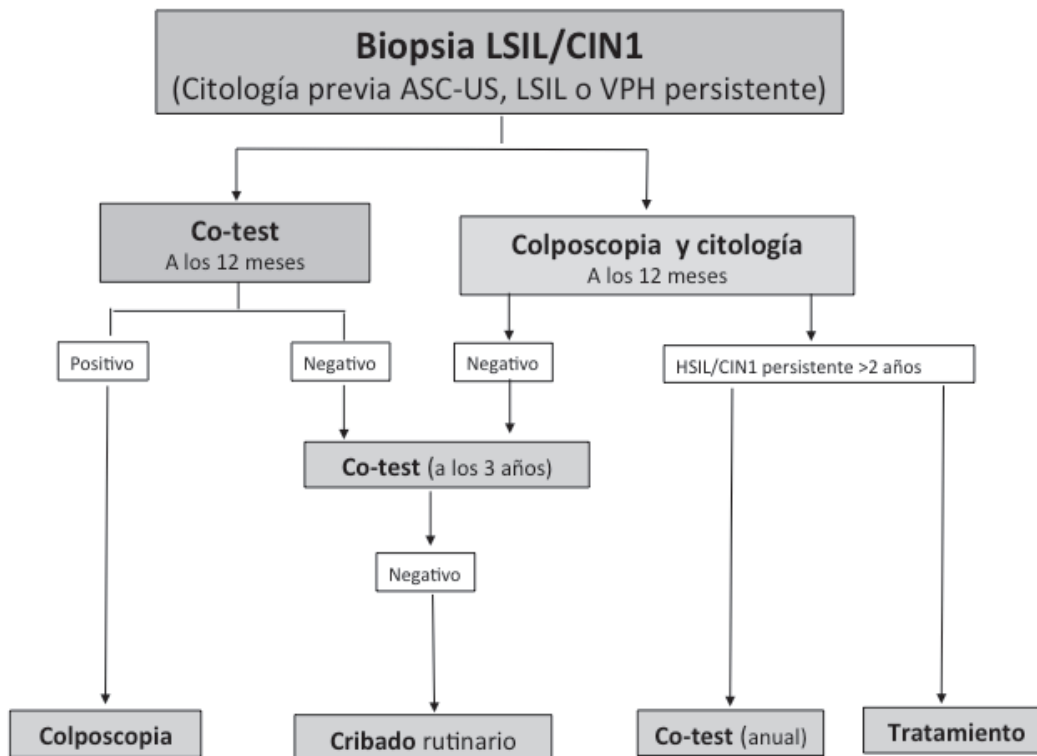 Biopsia LSIL/CIN1
(Citología previa ASC-US, LSIL o VPH persistente)
Co-test
A los 12 meses
Colposcopia y citología
A los 12 meses
Positivo
Negativo
Negativo
HSIL/CIN1 persistente >2 años
Co-test (a los 3 años)
Negativo
Colposcopia
Cribado rutinario
Co-test (anual)
Tratamiento